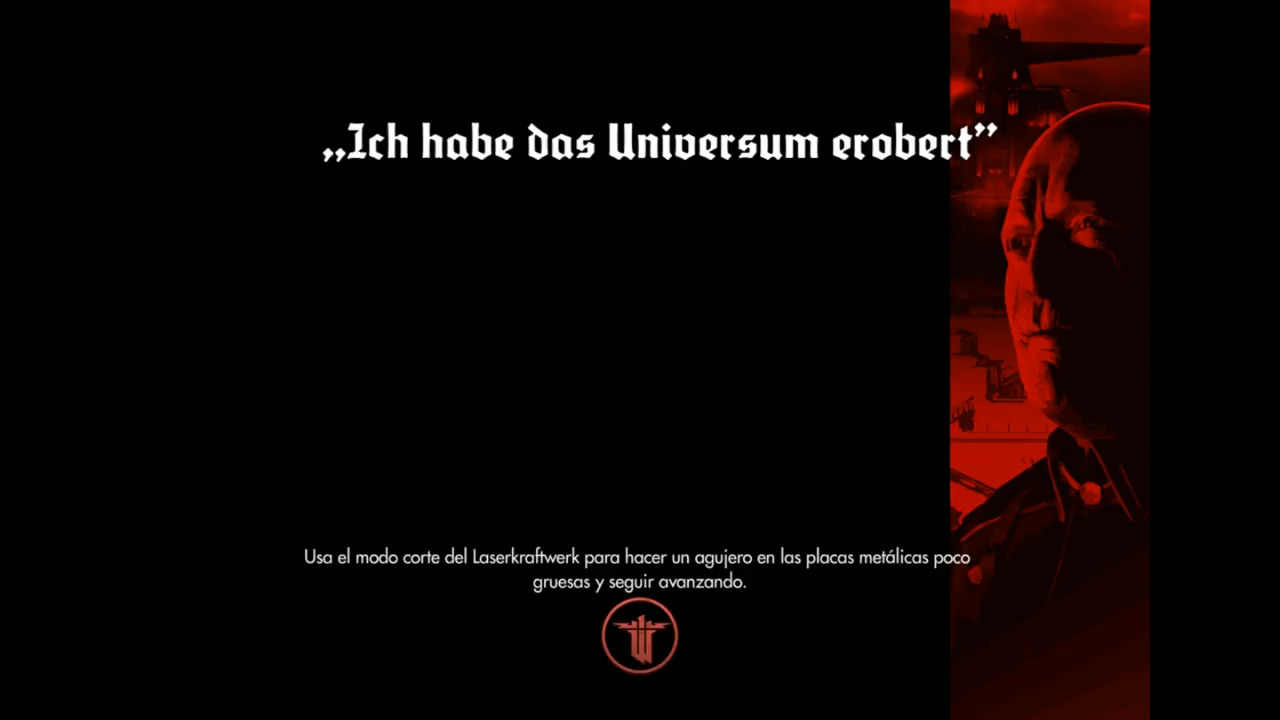 „Ich habe das Universum erobert”
Usa el modo corte del Laserkraftwerk para hacer un agujero en las placas metálicas poco
gruesas y seguir avanzando.